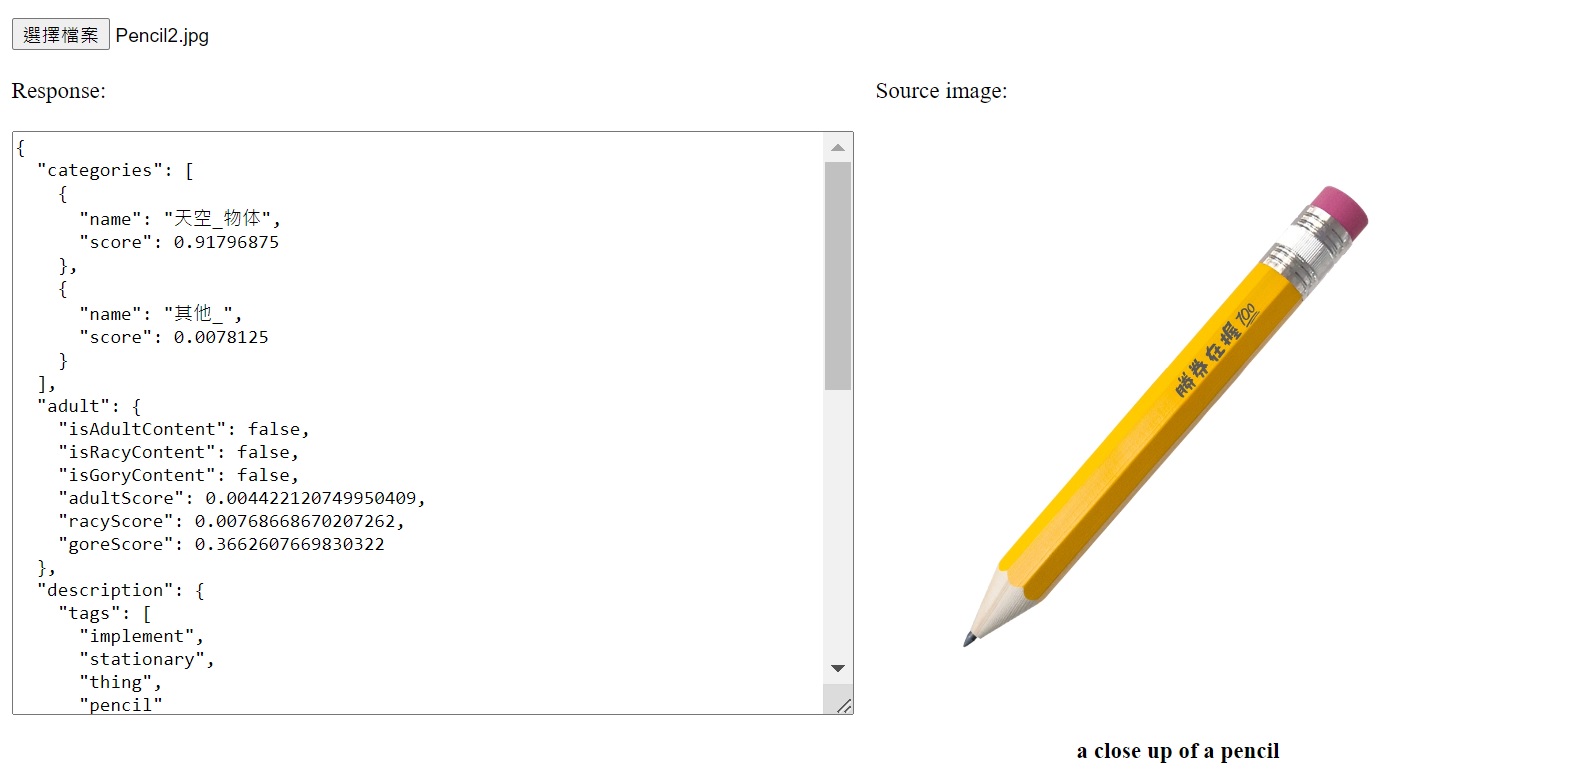 選擇檔案 Pencil2.jpg
Response:
{
  "categories": [
    {
      "name": "天空_物体",
      "score": 0.91796875
    },
    {
      "name": "其他_",
      "score": 0.0078125
    }
  ],
  "adult": {
    "isAdultContent": false,
    "isRacyContent": false,
    "isGoryContent": false,
    "adultScore": 0.004422120749950409,
    "racyScore": 0.00768668670207262,
    "goreScore": 0.3662607669830322
  },
  "description": {
    "tags": [
      "implement",
      "stationary",
      "thing",
      "pencil"
Source image:
勝券在握 100
a close up of a pencil